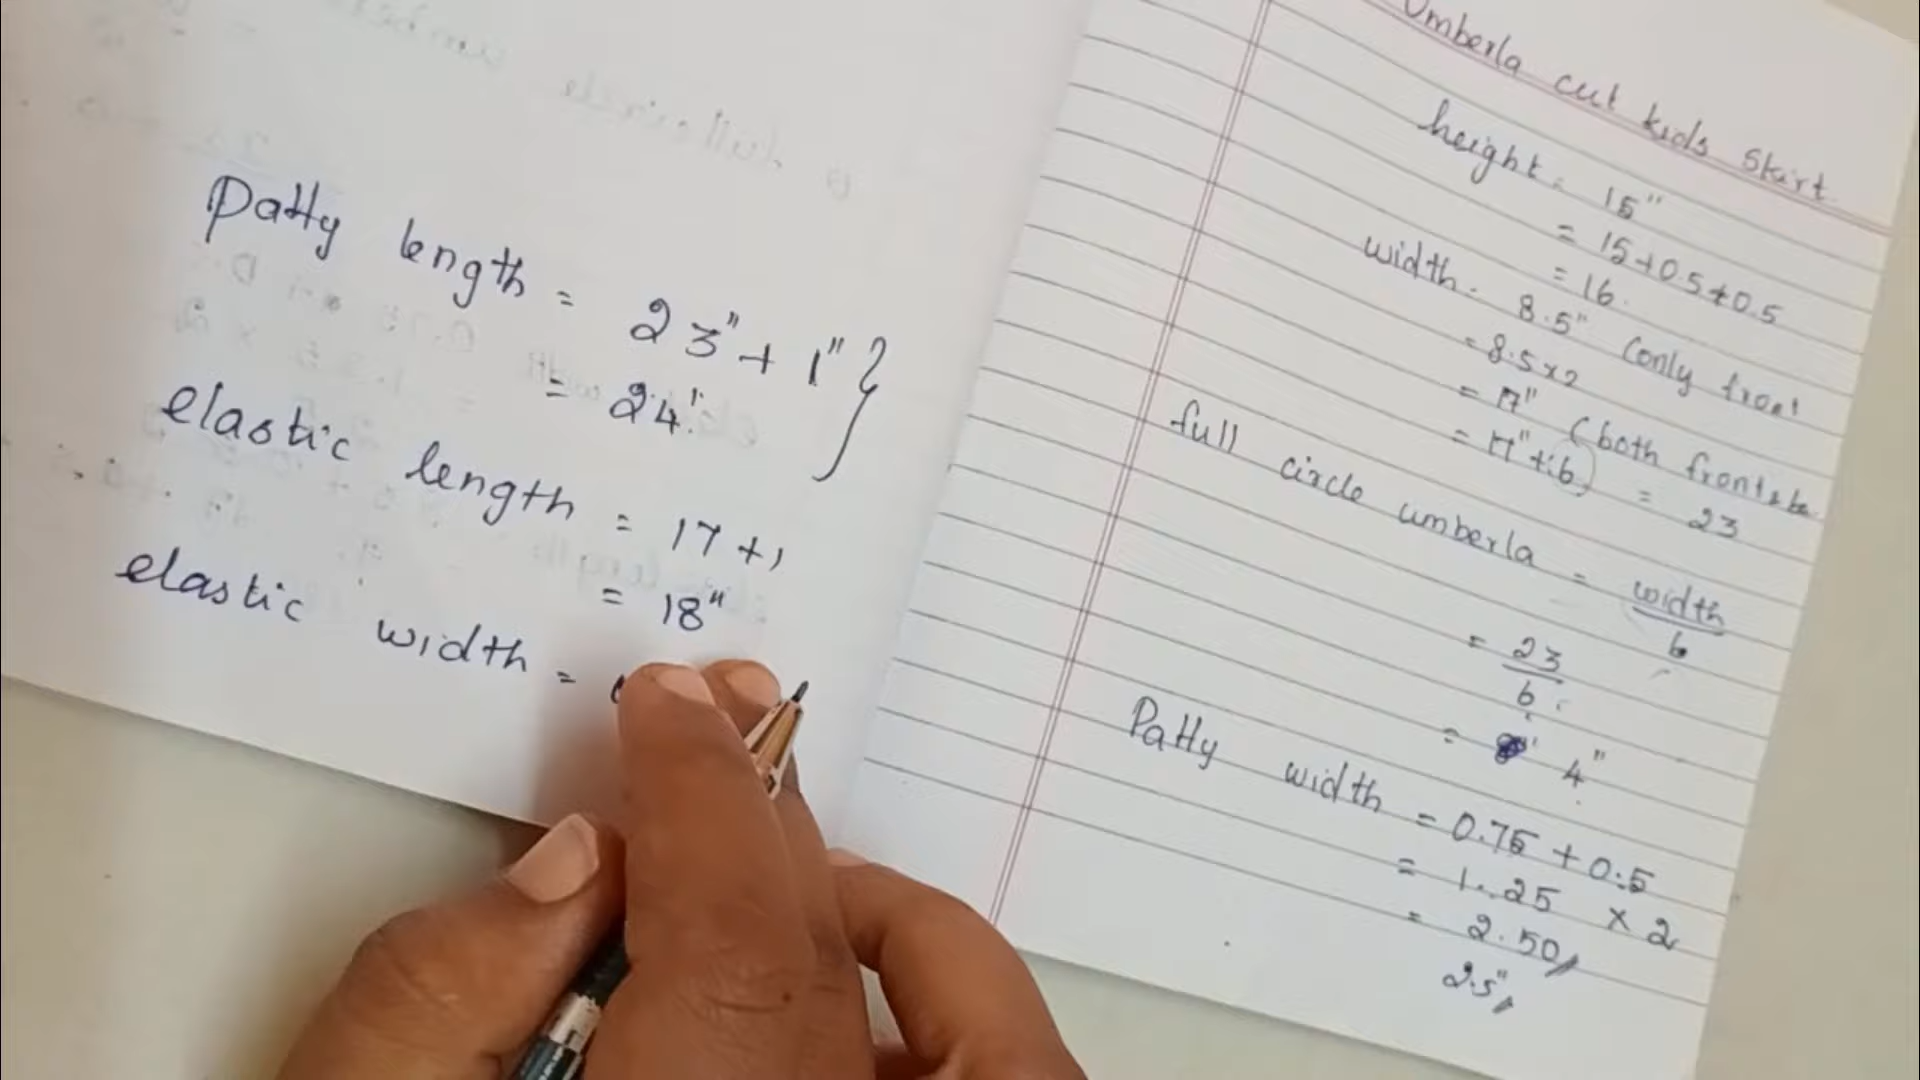 Patty length = 23" + 1" }
= 24"
elastic length = 17 + 1
= 18"
elastic width =
Umberla cut kids Skirt.
height = 15"
= 15 + 0.5 + 0.5
= 16.
width - 8.5" (only front
= 8.5 x 2
= 17" (both front &
= 17" + 6 = 23
full circle umberla = width
6
= 23
6
= 4"
Patty width = 0.75 + 0.5
= 1.25 x 2
= 2.50
2.5"